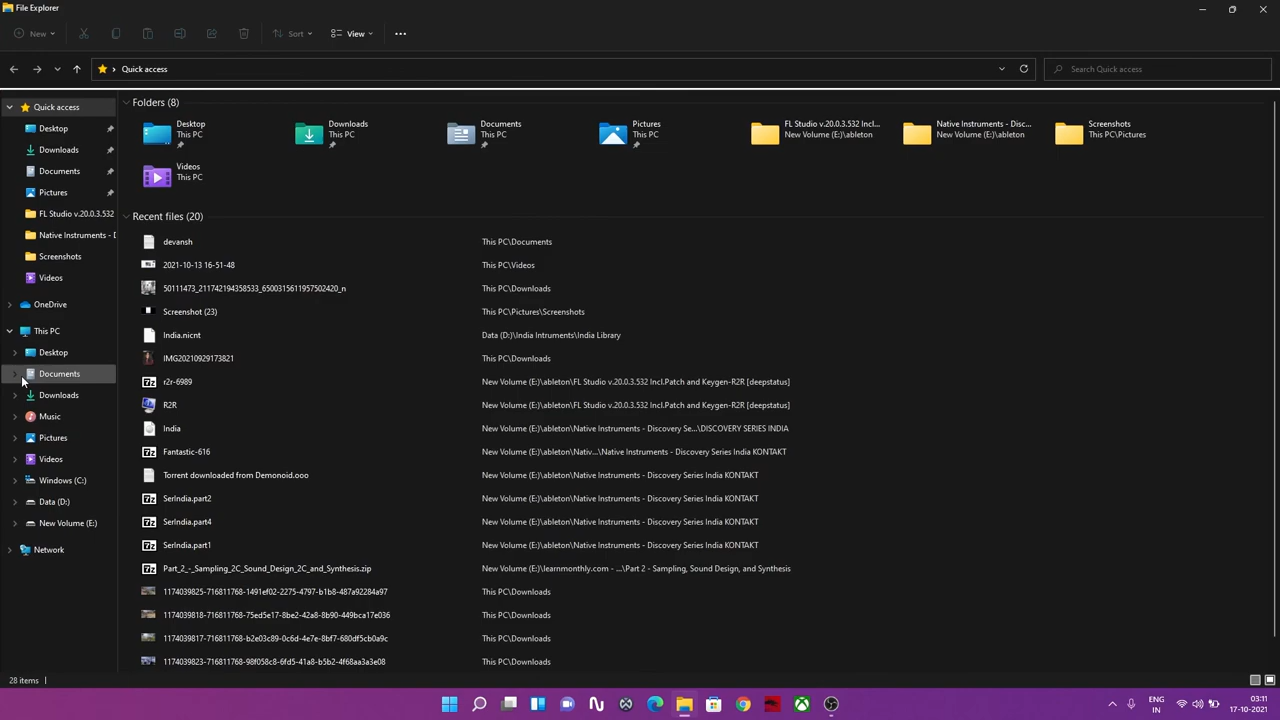 File Explorer
New
Sort
View
Quick access
Search Quick access
Quick access
Desktop
Downloads
Documents
Pictures
FL Studio v.20.0.3.532
Native Instruments - D
Screenshots
Videos
OneDrive
This PC
Desktop
Documents
Downloads
Music
Pictures
Videos
Windows (C:)
Data (D:)
New Volume (E:)
Network
Folders (8)
Desktop
This PC
Downloads
This PC
Documents
This PC
Pictures
This PC
FL Studio v.20.0.3.532 Incl....
New Volume (E:)\ableton
Native Instruments - Disc...
New Volume (E:)\ableton
Screenshots
This PC\Pictures
Videos
This PC
Recent files (20)
devansh This PC\Documents
2021-10-13 16-51-48 This PC\Videos
50111473_211742194358533_6500315611957502420_n This PC\Downloads
Screenshot (23) This PC\Pictures\Screenshots
India.nicnt Data (D:)\India Intruments\India Library
IMG20210929173821 This PC\Downloads
r2r-6989 New Volume (E:)\ableton\FL Studio v.20.0.3.532 Incl.Patch and Keygen-R2R [deepstatus]
R2R New Volume (E:)\ableton\FL Studio v.20.0.3.532 Incl.Patch and Keygen-R2R [deepstatus]
India New Volume (E:)\ableton\Native Instruments - Discovery Se...\DISCOVERY SERIES INDIA
Fantastic-616 New Volume (E:)\ableton\Nativ...\Native Instruments - Discovery Series India KONTAKT
Torrent downloaded from Demonoid.ooo New Volume (E:)\ableton\Native Instruments - Discovery Series India KONTAKT
SerIndia.part2 New Volume (E:)\ableton\Native Instruments - Discovery Series India KONTAKT
SerIndia.part4 New Volume (E:)\ableton\Native Instruments - Discovery Series India KONTAKT
SerIndia.part1 New Volume (E:)\ableton\Native Instruments - Discovery Series India KONTAKT
Part_2_-_Sampling_2C_Sound_Design_2C_and_Synthesis.zip New Volume (E:)\learnmonthly.com - ...\Part 2 - Sampling, Sound Design, and Synthesis
1174039825-716811768-1491ef02-2275-4797-b1b8-487a92284a97 This PC\Downloads
1174039818-716811768-75ed5e17-8be2-42a8-8b90-449bca17e036 This PC\Downloads
1174039817-716811768-b2e03c89-0c6d-4e7e-8bf7-680df5cb0a9c This PC\Downloads
1174039823-716811768-98f058c8-6fd5-41a8-b5b2-4f68aa3a3e08 This PC\Downloads
28 items
ENG
IN
03:11
17-10-2021